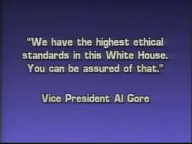 "We have the highest ethical
standards in this White House.
You can be assured of that."
Vice President Al Gore